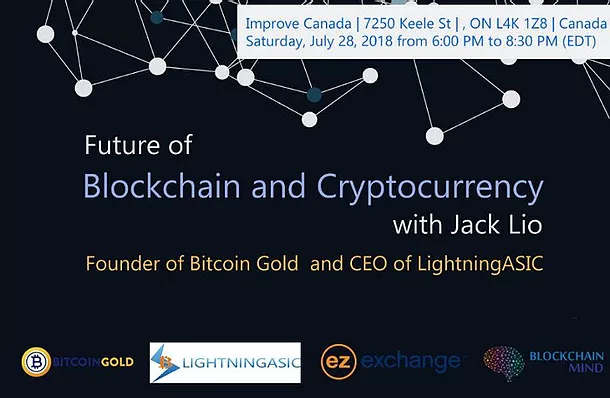 Improve Canada | 7250 Keele St | , ON L4K 1Z8 | Canada
Saturday, July 28, 2018 from 6:00 PM to 8:30 PM (EDT)
Future of
Blockchain and Cryptocurrency
with Jack Lio
Founder of Bitcoin Gold and CEO of LightningASIC
BITCOINGOLD
LIGHTNINGASIC
ez exchange
BLOCKCHAIN
MIND